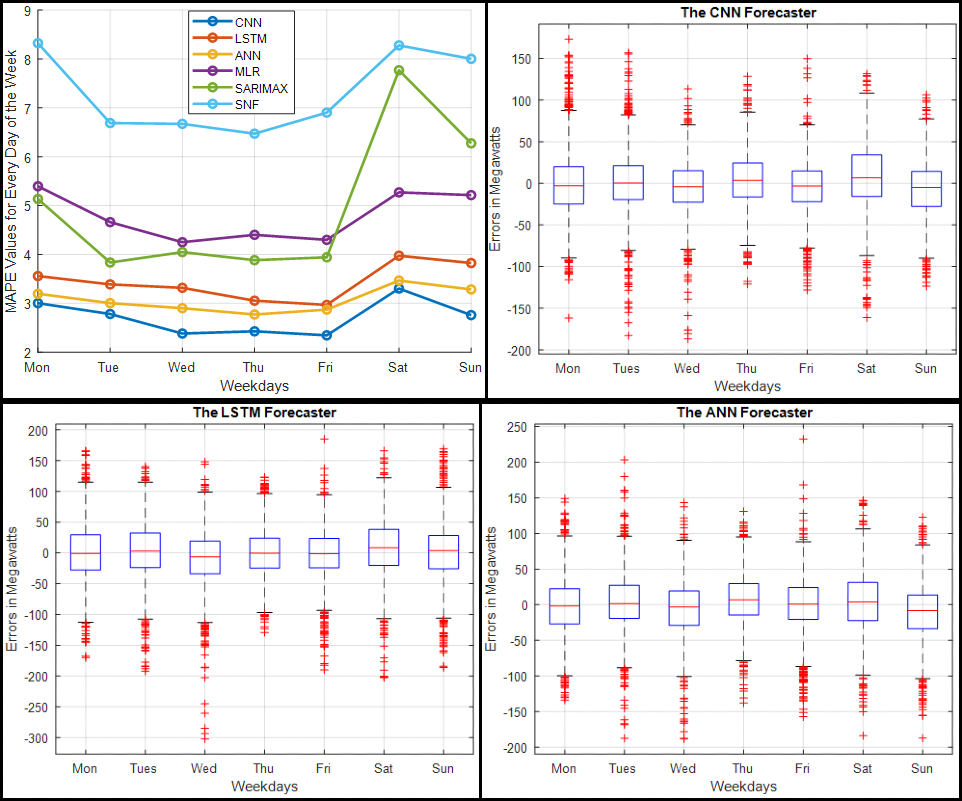 MAPE Values for Every Day of the Week
9
8
7
6
5
4
3
2
CNN
LSTM
ANN
MLR
SARIMAX
SNF
Mon Tue Wed Thu Fri Sat Sun
Weekdays
The CNN Forecaster
Errors in Megawatts
150
100
50
0
-50
-100
-150
-200
Mon Tues Wed Thu Fri Sat Sun
Weekdays
The LSTM Forecaster
Errors in Megawatts
200
150
100
50
0
-50
-100
-150
-200
-250
-300
Mon Tues Wed Thu Fri Sat Sun
Weekdays
The ANN Forecaster
Errors in Megawatts
250
200
150
100
50
0
-50
-100
-150
-200
Mon Tues Wed Thu Fri Sat Sun
Weekdays